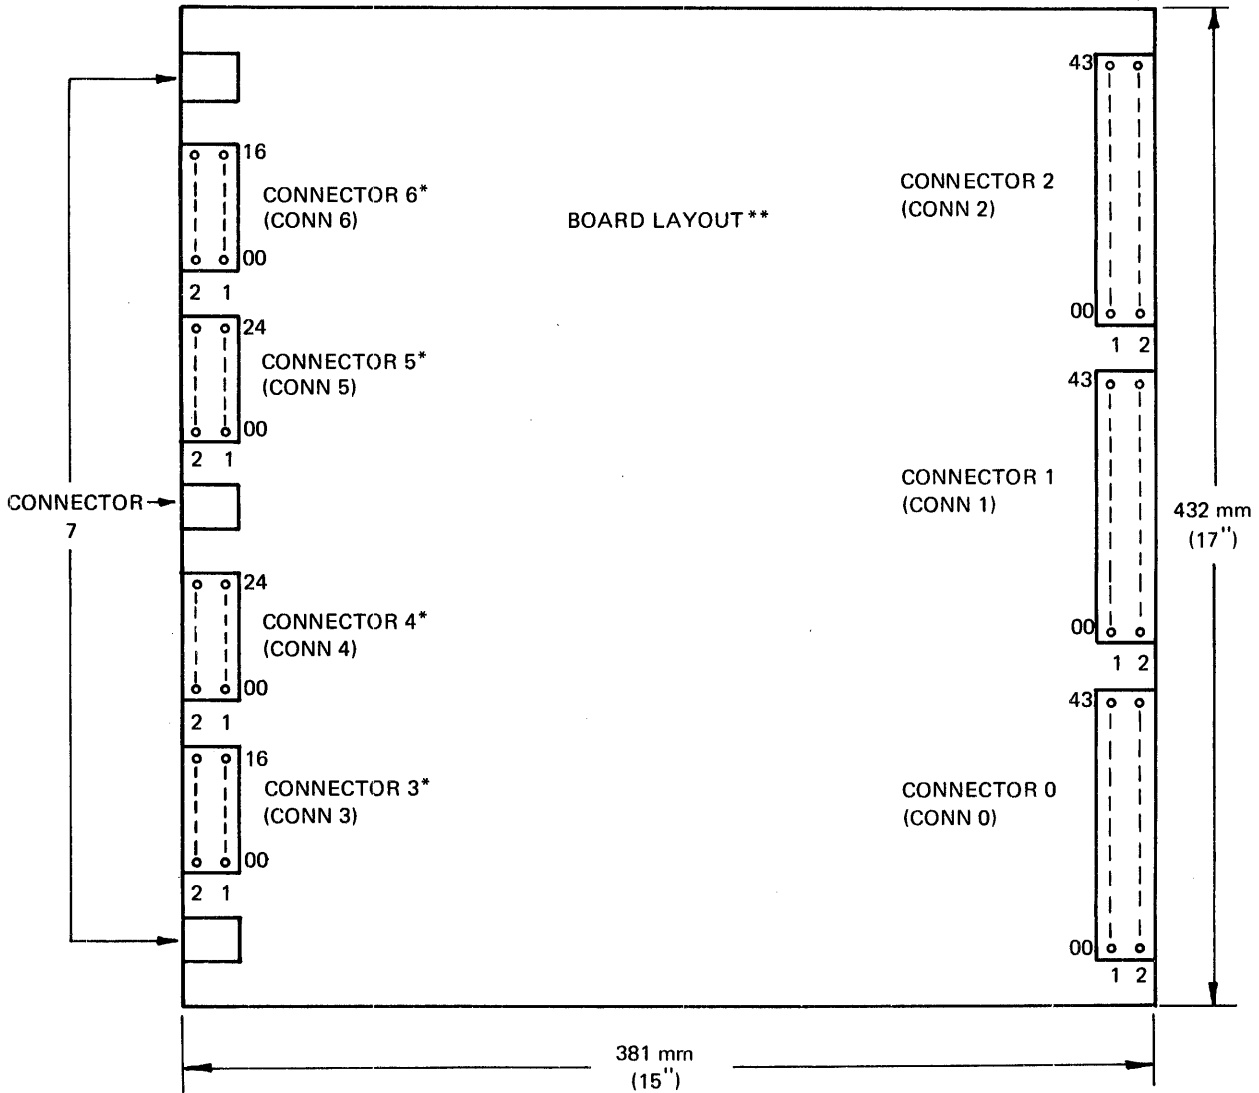 43
16
CONNECTOR 6*
(CONN 6)
00
2 1
BOARD LAYOUT**
CONNECTOR 2
(CONN 2)
00
1 2
24
CONNECTOR 5*
(CONN 5)
00
2 1
43
CONNECTOR 1
(CONN 1)
00
1 2
CONNECTOR
7
432 mm
(17")
24
CONNECTOR 4*
(CONN 4)
00
2 1
16
CONNECTOR 3*
(CONN 3)
00
2 1
43
CONNECTOR 0
(CONN 0)
00
1 2
381 mm
(15")